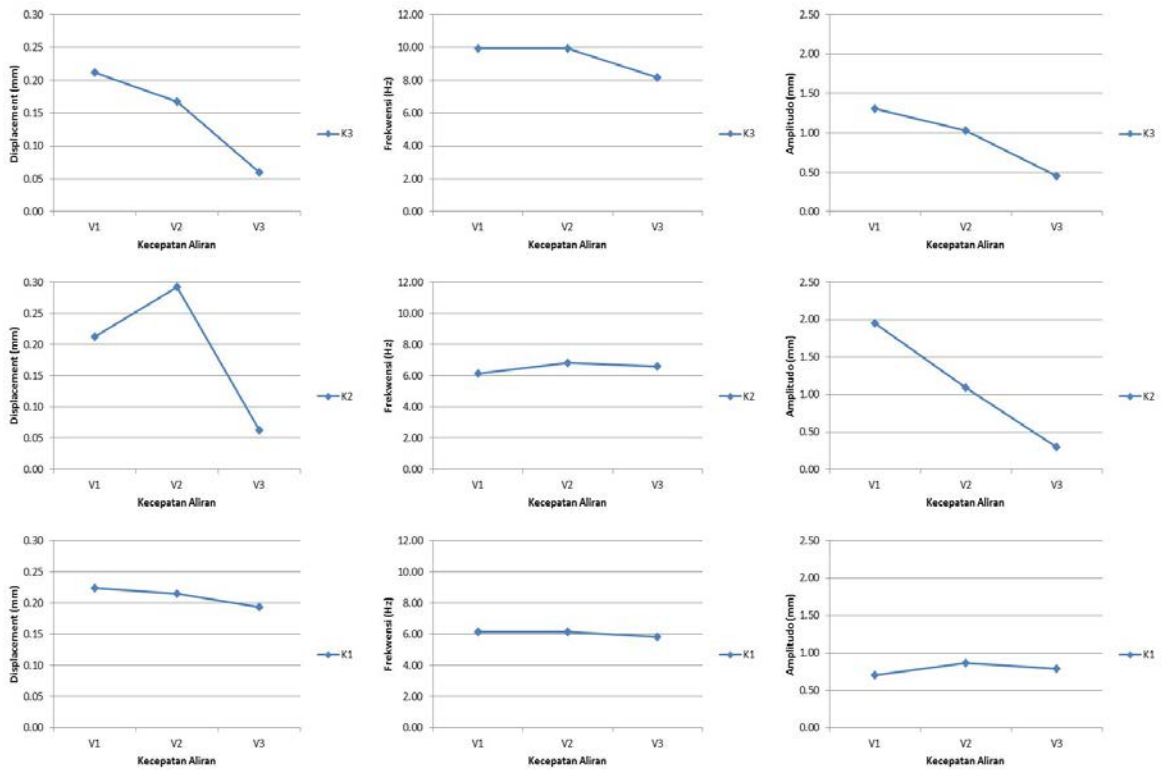 Displacement (mm)
0.30
0.25
0.20
0.15
0.10
0.05
0.00
V1 V2 V3
Kecepatan Aliran
K3
Frekwensi (Hz)
12.00
10.00
8.00
6.00
4.00
2.00
0.00
V1 V2 V3
Kecepatan Aliran
K3
Amplitudo (mm)
2.50
2.00
1.50
1.00
0.50
0.00
V1 V2 V3
Kecepatan Aliran
K3
Displacement (mm)
0.30
0.25
0.20
0.15
0.10
0.05
0.00
V1 V2 V3
Kecepatan Aliran
K2
Frekwensi (Hz)
12.00
10.00
8.00
6.00
4.00
2.00
0.00
V1 V2 V3
Kecepatan Aliran
K2
Amplitudo (mm)
2.50
2.00
1.50
1.00
0.50
0.00
V1 V2 V3
Kecepatan Aliran
K2
Displacement (mm)
0.30
0.25
0.20
0.15
0.10
0.05
0.00
V1 V2 V3
Kecepatan Aliran
K1
Frekwensi (Hz)
12.00
10.00
8.00
6.00
4.00
2.00
0.00
V1 V2 V3
Kecepatan Aliran
K1
Amplitudo (mm)
2.50
2.00
1.50
1.00
0.50
0.00
V1 V2 V3
Kecepatan Aliran
K1